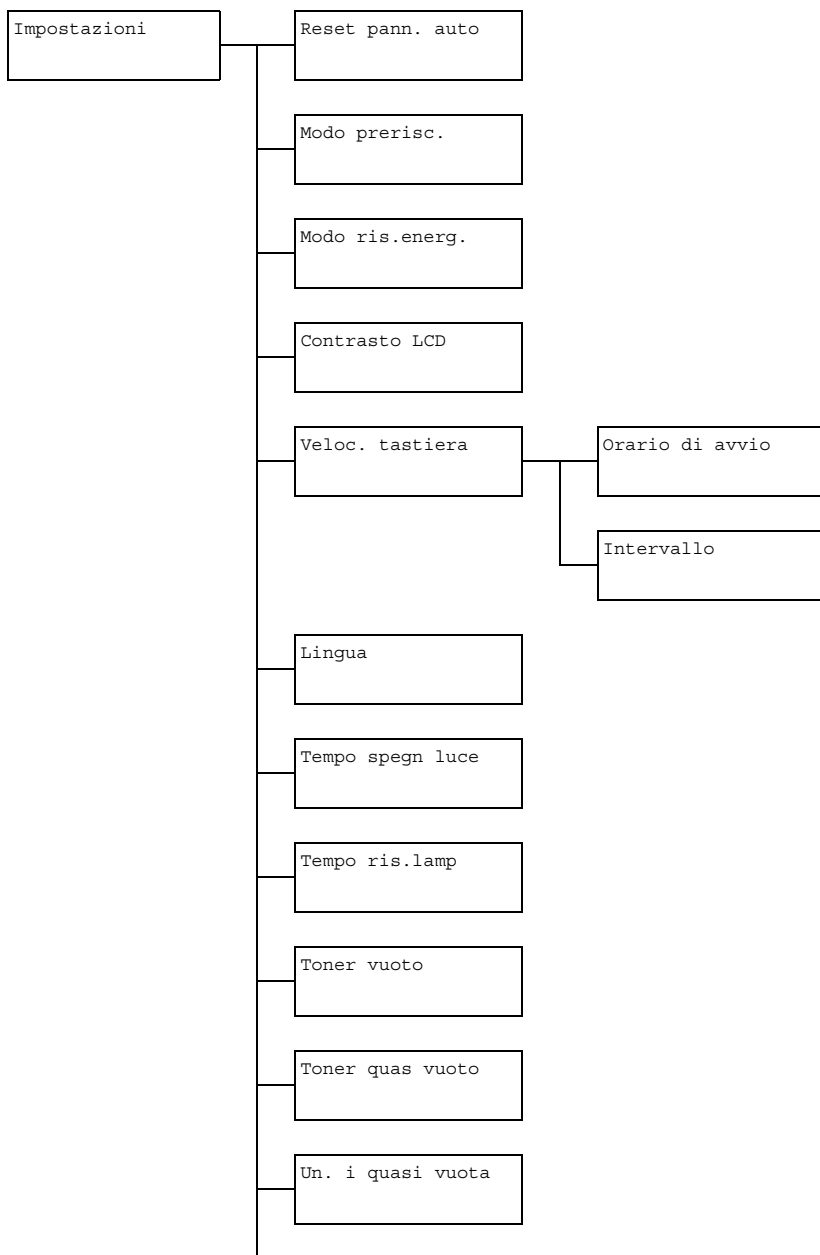 Impostazioni
Reset pann. auto
Modo prerisc.
Modo ris.energ.
Contrasto LCD
Veloc. tastiera
Orario di avvio
Intervallo
Lingua
Tempo spegn luce
Tempo ris.lamp
Toner vuoto
Toner quas vuoto
Un. i quasi vuota